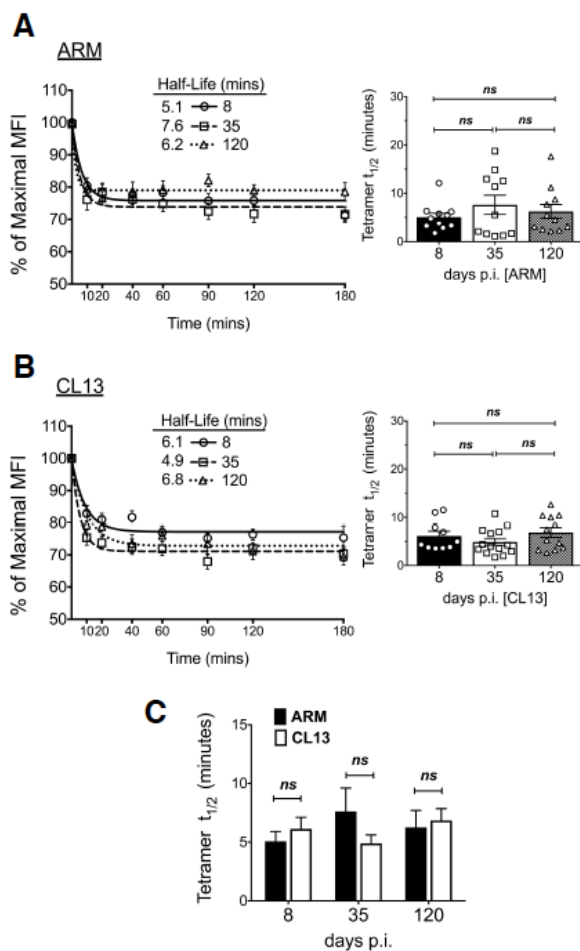 A
ARM
Half-Life (mins)
5.1 8
7.6 35
6.2 120
110
100
90
80
70
60
50
% of Maximal MFI
10 20 40 60 90 120 180
Time (mins)
30
20
10
0
Tetramer t1/2 (minutes)
ns
ns ns
8 35 120
days p.i. [ARM]
B
CL13
Half-Life (mins)
6.1 8
4.9 35
6.8 120
110
100
90
80
70
60
50
% of Maximal MFI
10 20 40 60 90 120 180
Time (mins)
30
20
10
0
Tetramer t1/2 (minutes)
ns
ns ns
8 35 120
days p.i. [CL13]
C
ARM
CL13
15
10
5
0
Tetramer t1/2 (minutes)
ns ns ns
8 35 120
days p.i.